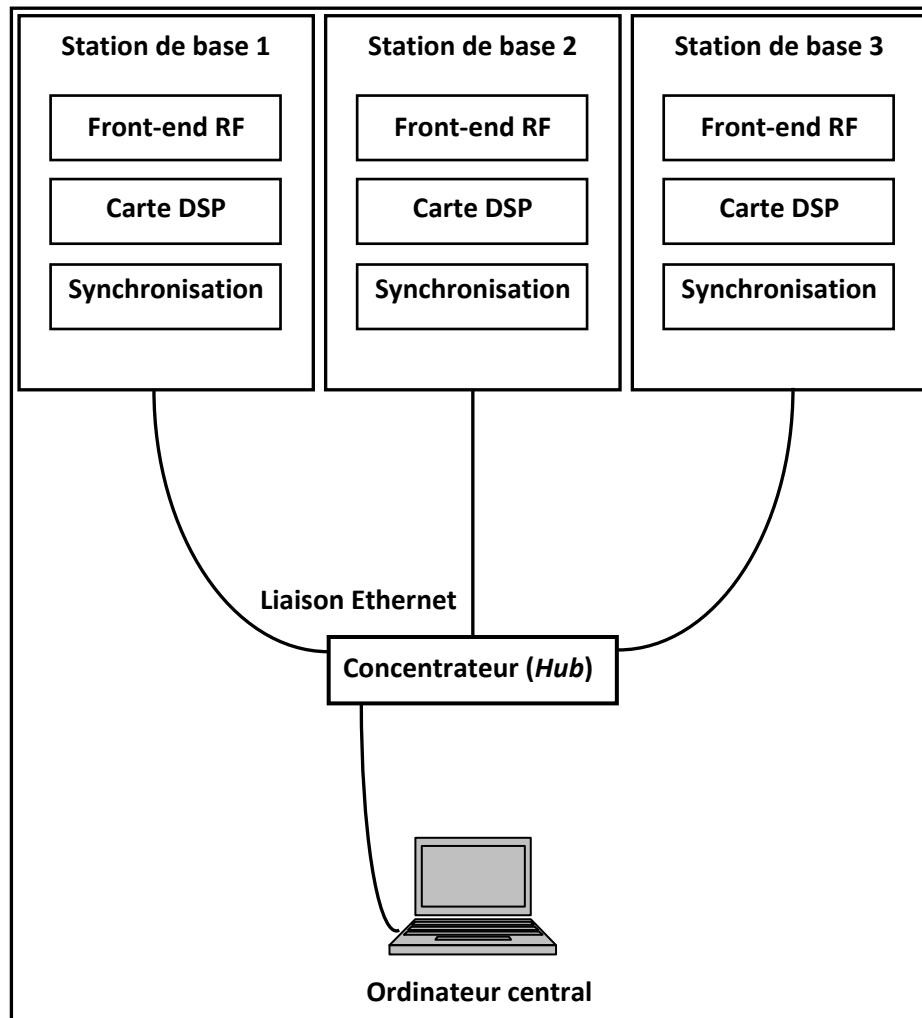 Station de base 1
Front-end RF
Carte DSP
Synchronisation
Station de base 2
Front-end RF
Carte DSP
Synchronisation
Station de base 3
Front-end RF
Carte DSP
Synchronisation
Liaison Ethernet
Concentrateur (Hub)
Ordinateur central